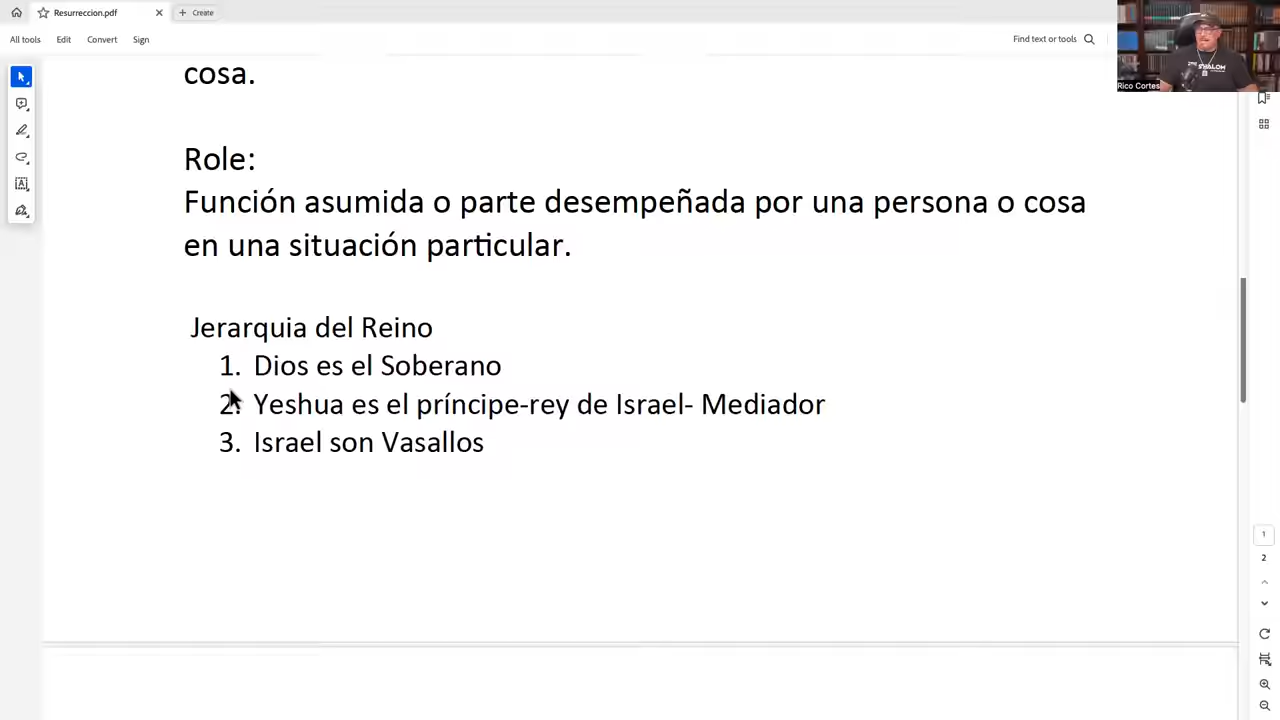 Resurreccion.pdf
Create
All tools Edit Convert Sign
Find text or tools
SHALOM
Rico Cortes
cosa.
Role:
Función asumida o parte desempeñada por una persona o cosa
en una situación particular.
Jerarquia del Reino
1. Dios es el Soberano
2. Yeshua es el príncipe-rey de Israel- Mediador
3. Israel son Vasallos
1
2